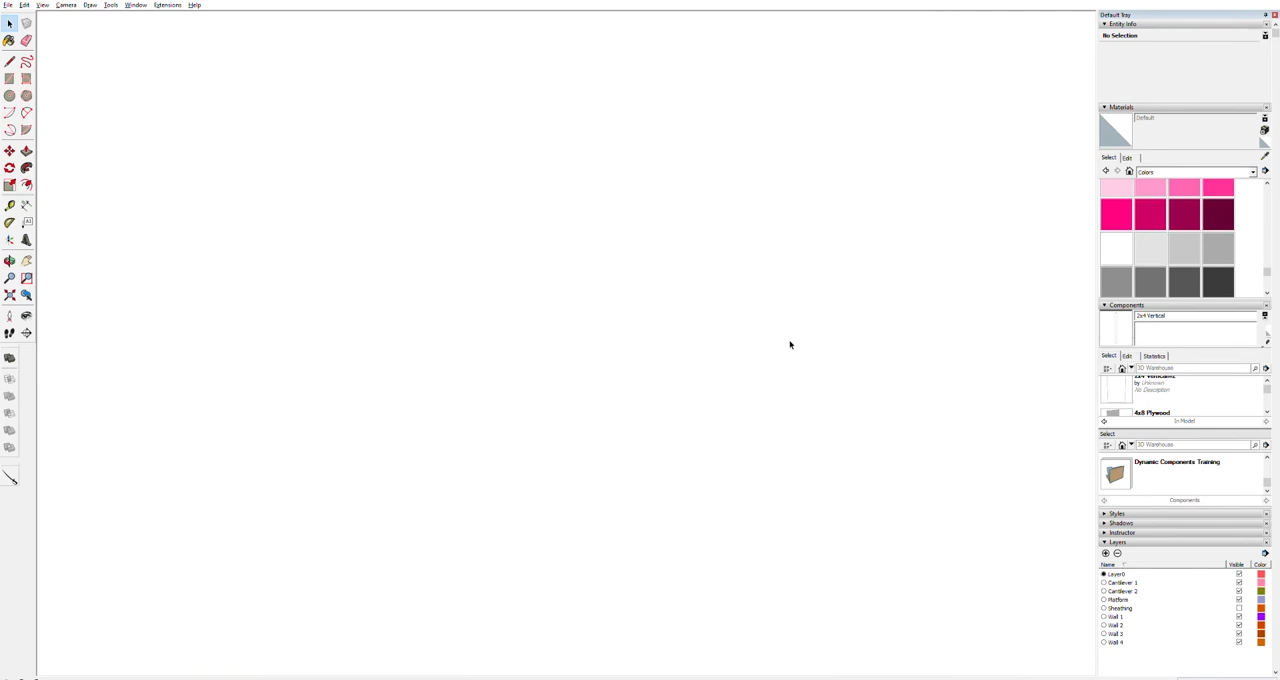 File Edit View Camera Draw Tools Window Extensions Help
Default Tray
Entity Info
No Selection
Materials
Default
Select Edit
Colors
Components
2x4 Vertical
Select Edit Statistics
3D Warehouse
by Unknown
No Description
4x8 Plywood
In Model
Select
3D Warehouse
Dynamic Components Training
Components
Styles
Shadows
Instructor
Layers
Name Visible Color
Layer0
Cantilever 1
Cantilever 2
Platform
Sheathing
Wall 1
Wall 2
Wall 3
Wall 4